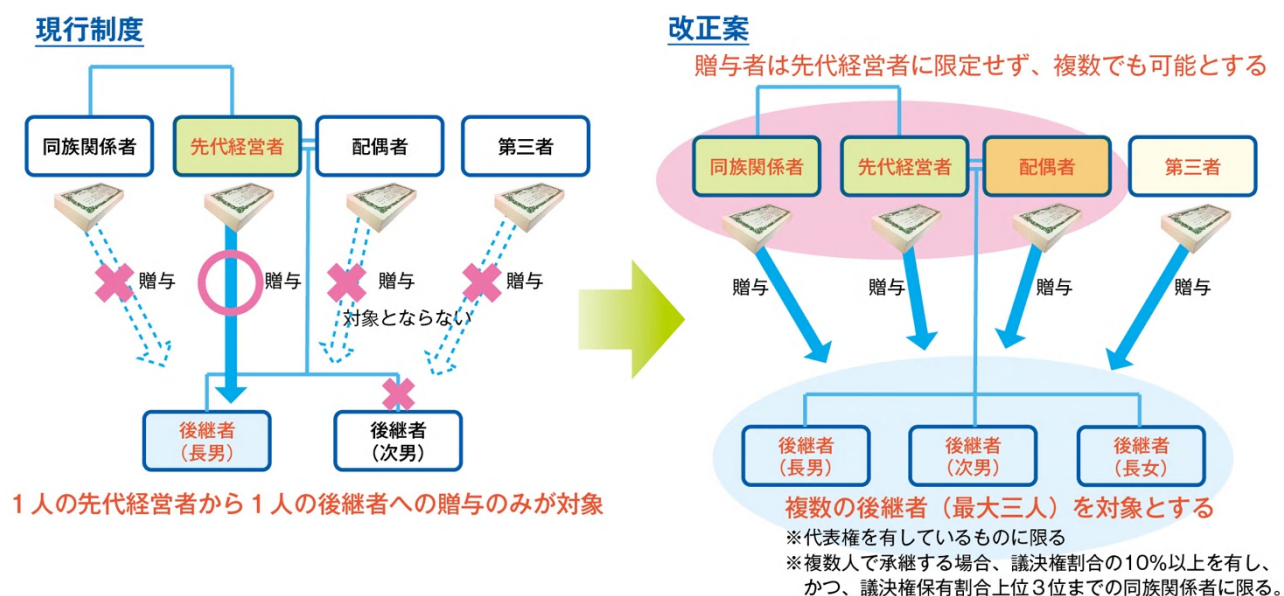 現行制度
同族関係者
先代経営者
配偶者
第三者
贈与
贈与
贈与
贈与
対象とならない
後継者
(長男)
後継者
(次男)
1人の先代経営者から1人の後継者への贈与のみが対象
改正案
贈与者は先代経営者に限定せず、複数でも可能とする
同族関係者
先代経営者
配偶者
第三者
贈与
贈与
贈与
贈与
後継者
(長男)
後継者
(次男)
後継者
(長女)
複数の後継者(最大三人)を対象とする
※代表権を有しているものに限る
※複数人で承継する場合、議決権割合の10%以上を有し、
かつ、議決権保有割合上位3位までの同族関係者に限る。